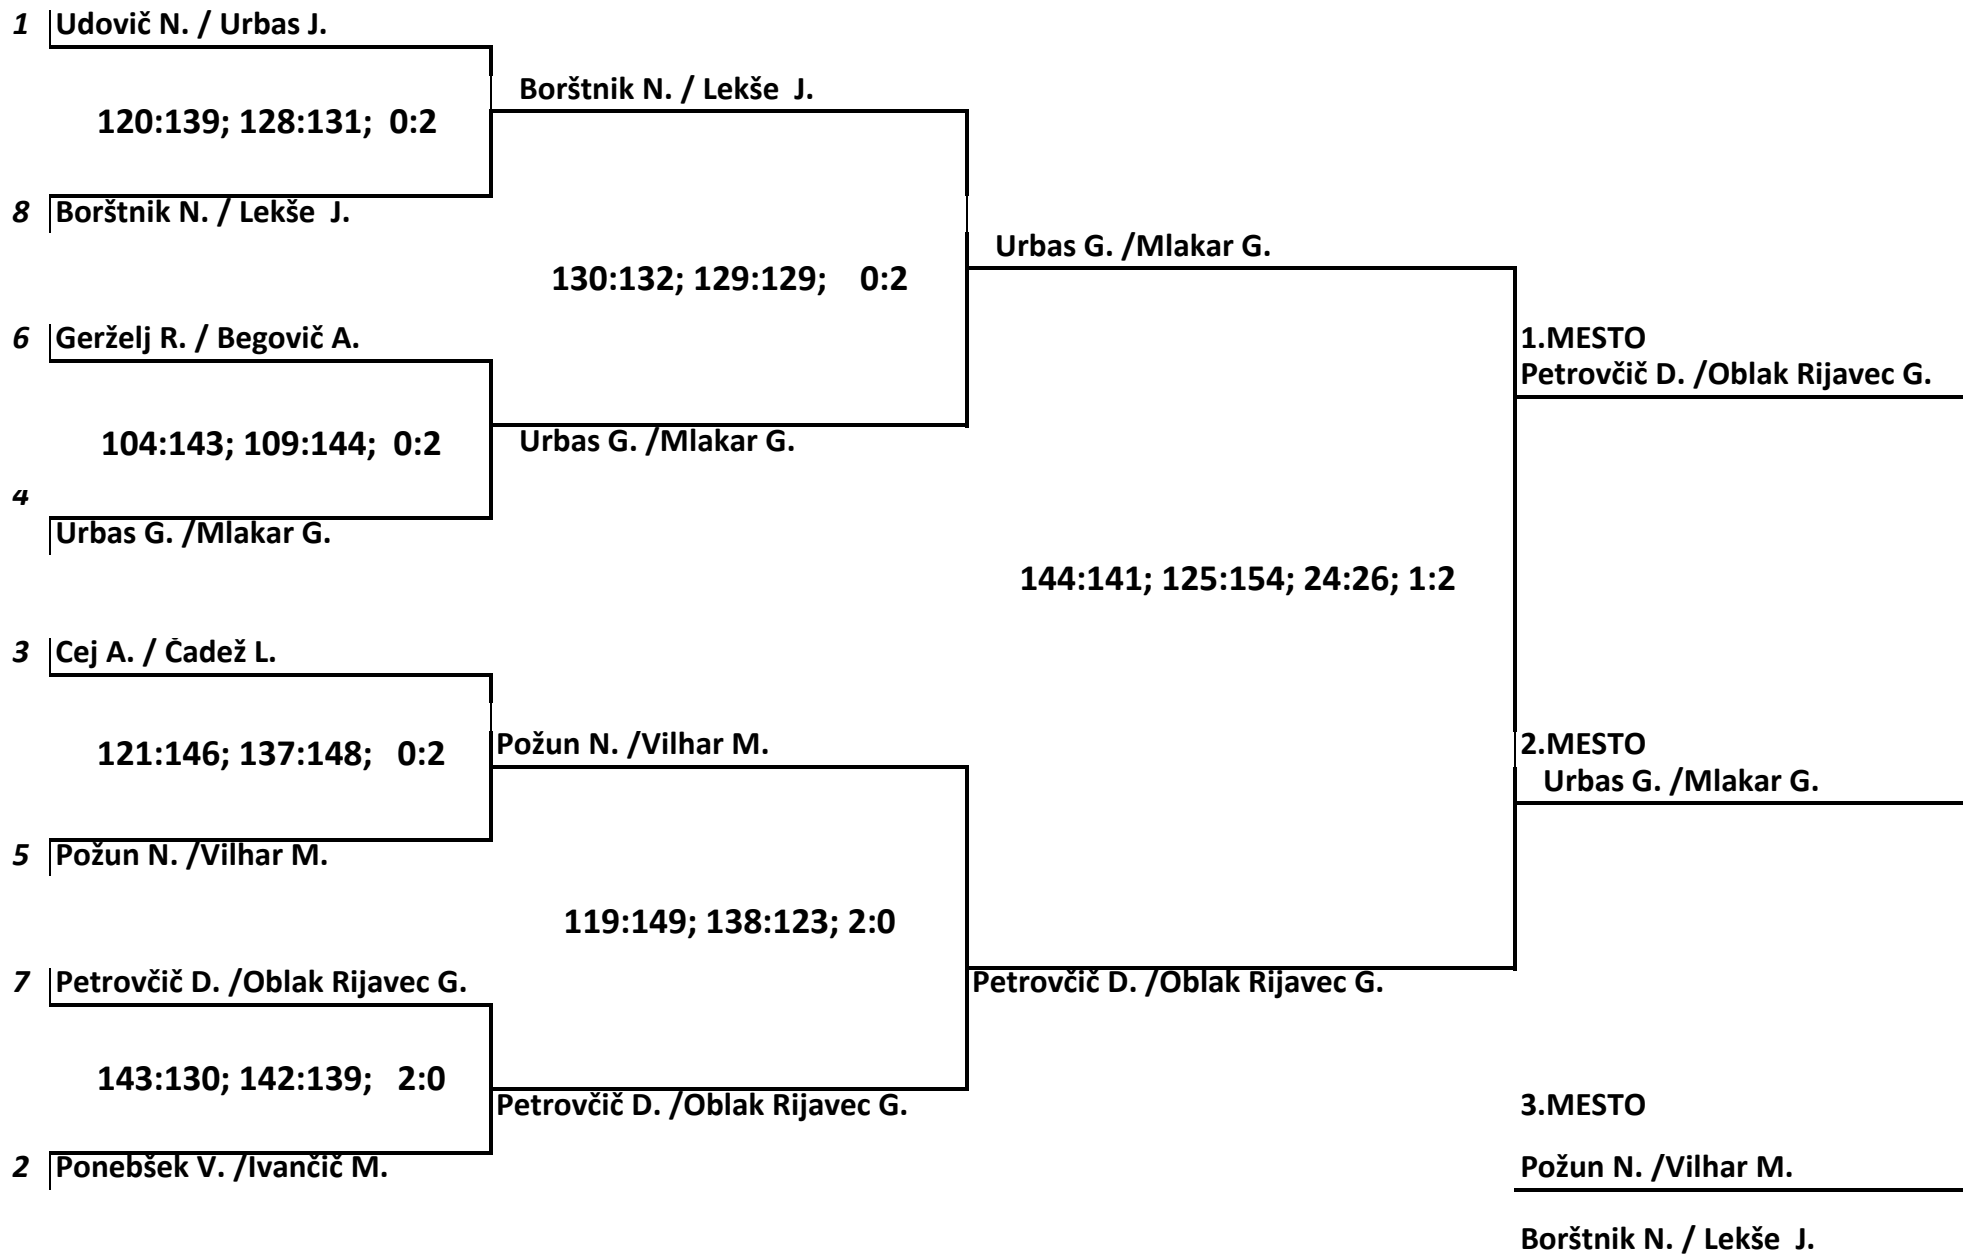 1 Udovič N. / Urbas J.
Borštnik N. / Lekše J.
120:139; 128:131; 0:2
8 Borštnik N. / Lekše J.
Urbas G. /Mlakar G.
130:132; 129:129; 0:2
6 Gerželj R. / Begovič A.
1.MESTO
Petrovčič D. /Oblak Rijavec G.
104:143; 109:144; 0:2
Urbas G. /Mlakar G.
4
Urbas G. /Mlakar G.
144:141; 125:154; 24:26; 1:2
3 Cej A. / Čadež L.
121:146; 137:148; 0:2
Požun N. /Vilhar M.
2.MESTO
Urbas G. /Mlakar G.
5 Požun N. /Vilhar M.
119:149; 138:123; 2:0
7 Petrovčič D. /Oblak Rijavec G.
Petrovčič D. /Oblak Rijavec G.
143:130; 142:139; 2:0
Petrovčič D. /Oblak Rijavec G.
3.MESTO
2 Ponebšek V. /Ivančič M.
Požun N. /Vilhar M.
Borštnik N. / Lekše J.